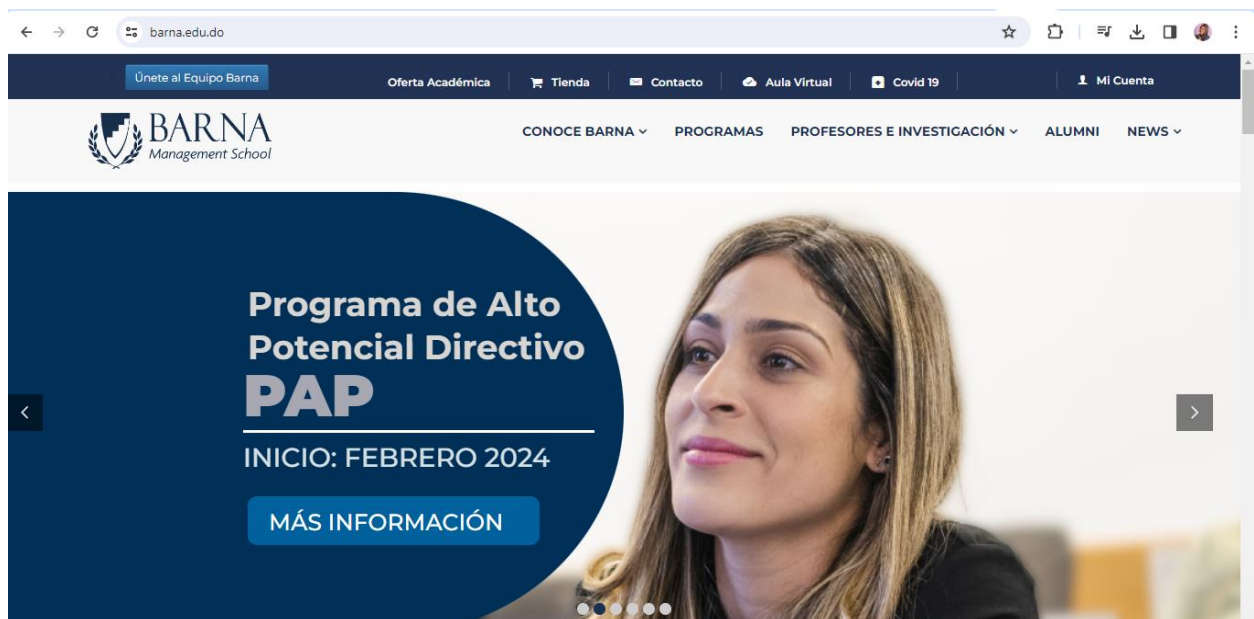 barna.edu.do
Únete al Equipo Barna
Oferta Académica
Tienda
Contacto
Aula Virtual
Covid 19
Mi Cuenta
BARNA
Management School
CONOCE BARNA
PROGRAMAS
PROFESORES E INVESTIGACIÓN
ALUMNI
NEWS
Programa de Alto
Potencial Directivo
PAP
INICIO: FEBRERO 2024
MÁS INFORMACIÓN